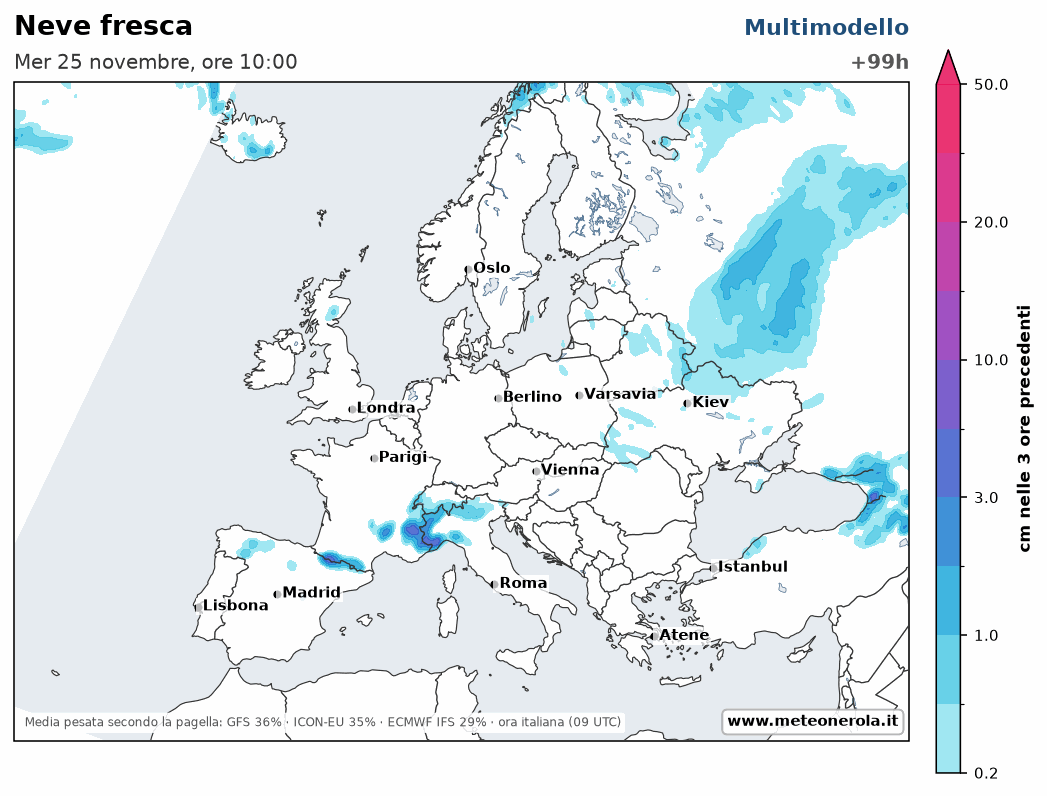 Neve fresca
Multimodello
Mer 25 novembre, ore 10:00
+99h
50.0
20.0
10.0
3.0
1.0
0.2
cm nelle 3 ore precedenti
Oslo
Londra
Berlino
Varsavia
Kiev
Parigi
Vienna
Istanbul
Roma
Madrid
Lisbona
Atene
Media pesata secondo la pagella: GFS 36% · ICON-EU 35% · ECMWF IFS 29% · ora italiana (09 UTC)
www.meteonerola.it